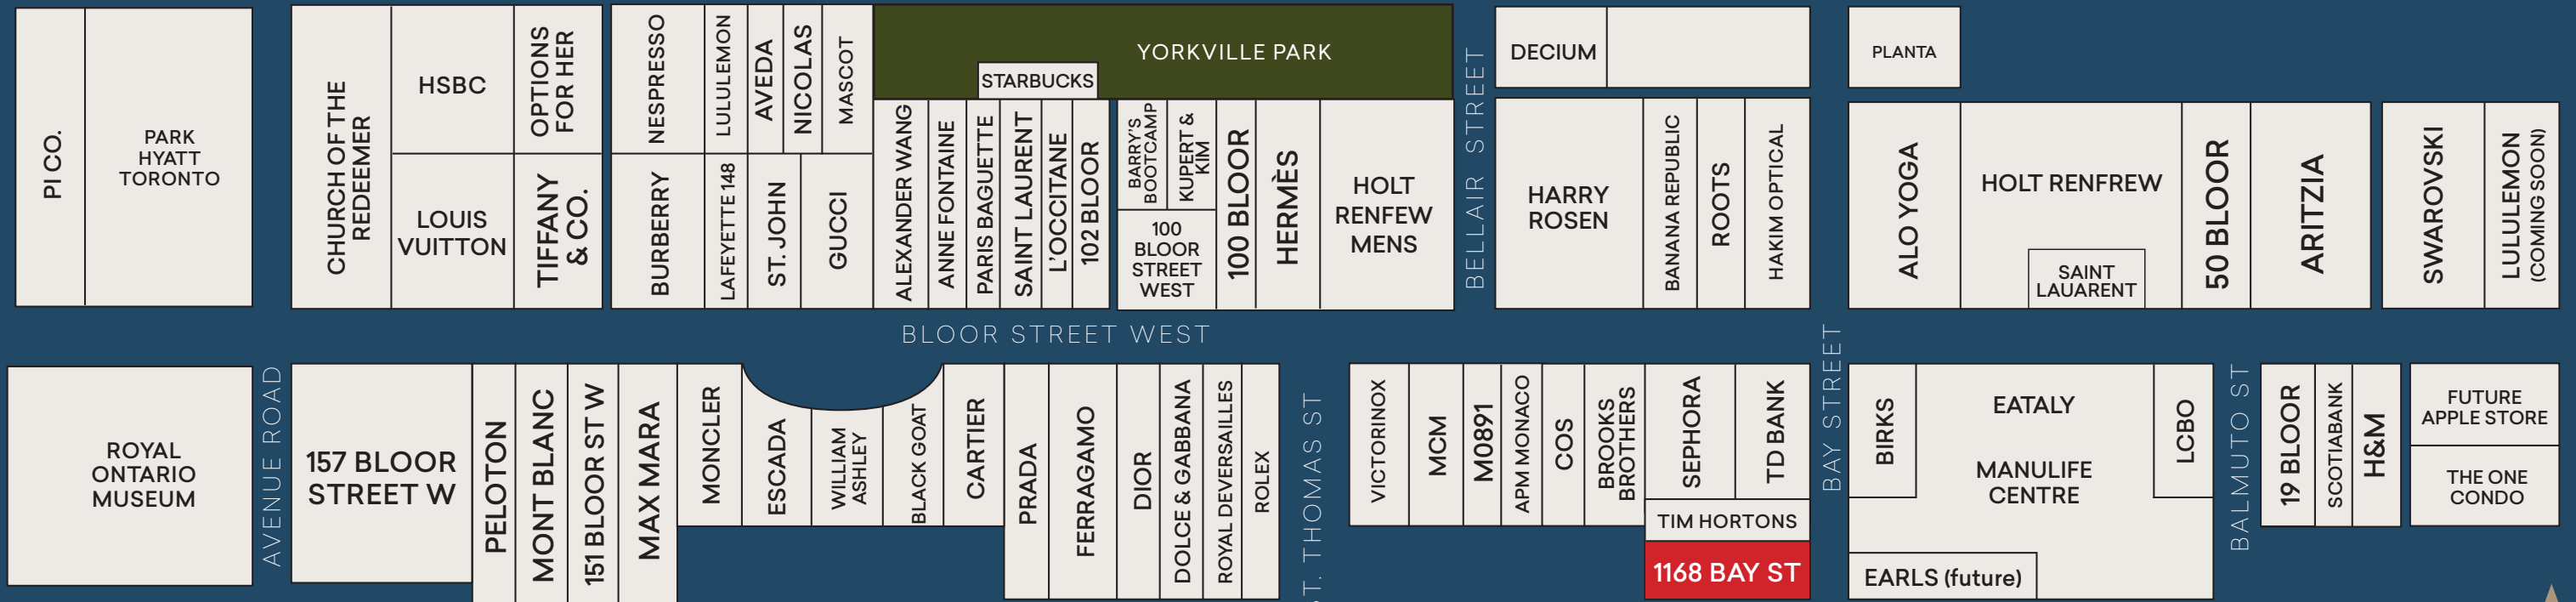 PI CO.
PARK
HYATT
TORONTO
CHURCH OF THE
REDEEMER
HSBC
LOUIS
VUITTON
OPTIONS
FOR HER
TIFFANY
& CO.
NESPRESSO
LULULEMON
AVEDA
NICOLAS
MASCOT
BURBERRY
LAFEYETTE 148
ST. JOHN
GUCCI
YORKVILLE PARK
STARBUCKS
ALEXANDER WANG
ANNE FONTAINE
PARIS BAGUETTE
SAINT LAURENT
L'OCCITANE
102 BLOOR
BARRY'S
BOOTCAMP
KUPERT &
KIM
100
BLOOR
STREET
WEST
100 BLOOR
HERMÈS
HOLT
RENFEW
MENS
BELLAIR STREET
DECIUM
HARRY
ROSEN
BANANA REPUBLIC
ROOTS
HAKIM OPTICAL
PLANTA
ALO YOGA
HOLT RENFREW
SAINT
LAUARENT
50 BLOOR
ARITZIA
SWAROVSKI
LULULEMON
(COMING SOON)
BLOOR STREET WEST
ROYAL
ONTARIO
MUSEUM
AVENUE ROAD
157 BLOOR
STREET W
PELOTON
MONT BLANC
151 BLOOR ST W
MAX MARA
MONCLER
ESCADA
WILLIAM
ASHLEY
BLACK GOAT
CARTIER
PRADA
FERRAGAMO
DIOR
DOLCE & GABBANA
ROYAL DEVERSAILLES
ROLEX
ST. THOMAS ST
VICTORINOX
MCM
M0891
APM MONACO
COS
BROOKS
BROTHERS
SEPHORA
TD BANK
TIM HORTONS
1168 BAY ST
BAY STREET
BIRKS
EATALY
MANULIFE
CENTRE
LCBO
EARLS (future)
BALMUTO ST
19 BLOOR
SCOTIABANK
H&M
FUTURE
APPLE STORE
THE ONE
CONDO